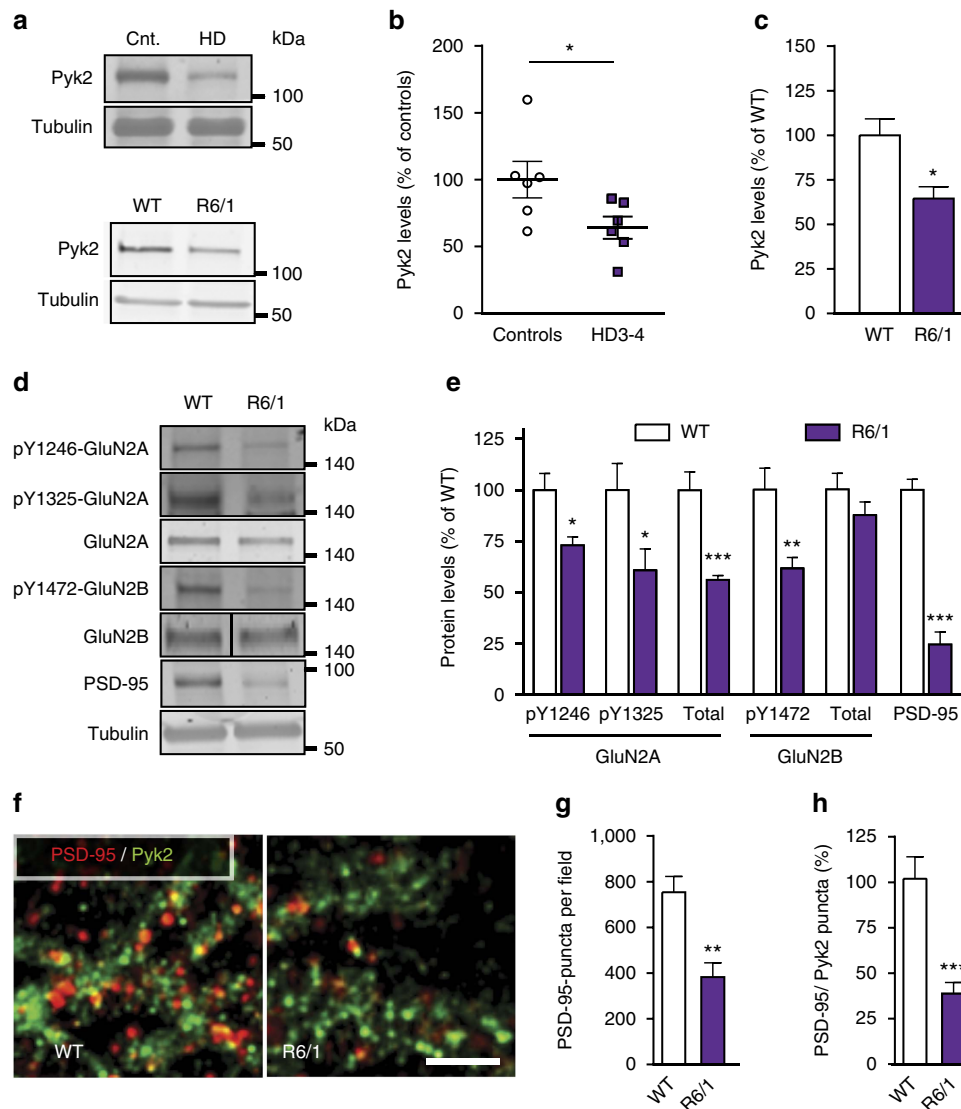 a
Cnt. HD kDa
Pyk2
100
Tubulin
50
WT R6/1
Pyk2
100
Tubulin
50
b
200
150
100
50
0
Pyk2 levels (% of controls)
*
Controls HD3-4
c
150
125
100
75
50
25
0
Pyk2 levels (% of WT)
*
WT R6/1
d
WT R6/1
kDa
pY1246-GluN2A
140
pY1325-GluN2A
140
GluN2A
140
pY1472-GluN2B
140
GluN2B
140
100
PSD-95
Tubulin
50
e
WT R6/1
125
100
75
50
25
0
Protein levels (% of WT)
* * *** ** ***
pY1246 pY1325 Total pY1472 Total PSD-95
GluN2A GluN2B
f
PSD-95 / Pyk2
WT R6/1
g
1,000
800
600
400
200
0
PSD-95-puncta per field
**
WT R6/1
h
125
100
75
50
25
0
PSD-95/ Pyk2 puncta (%)
***
WT R6/1